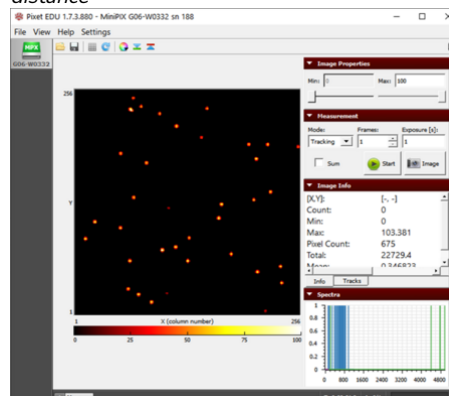 distance
Pixet EDU 1.7.3.880 - MiniPIX G06-W0332 sn 188
File View Help Settings
MPX
G06-W0332
Image Properties
Min: 0 Max: 100
Measurement
Mode: Frames: Exposure [s]:
Tracking 1 1
Sum Start Image
Image Info
[X,Y]: [-, -]
Count: 0
Min: 0
Max: 103.381
Pixel Count: 675
Total: 22729.4
Mean: 0.346823
Info Tracks
Spectra
256
Y
1
1 X (column number) 256
0 25 50 75 100
1
0.8
0.6
0.4
0.2
0
0 800 1600 2400 3200 4000 4800